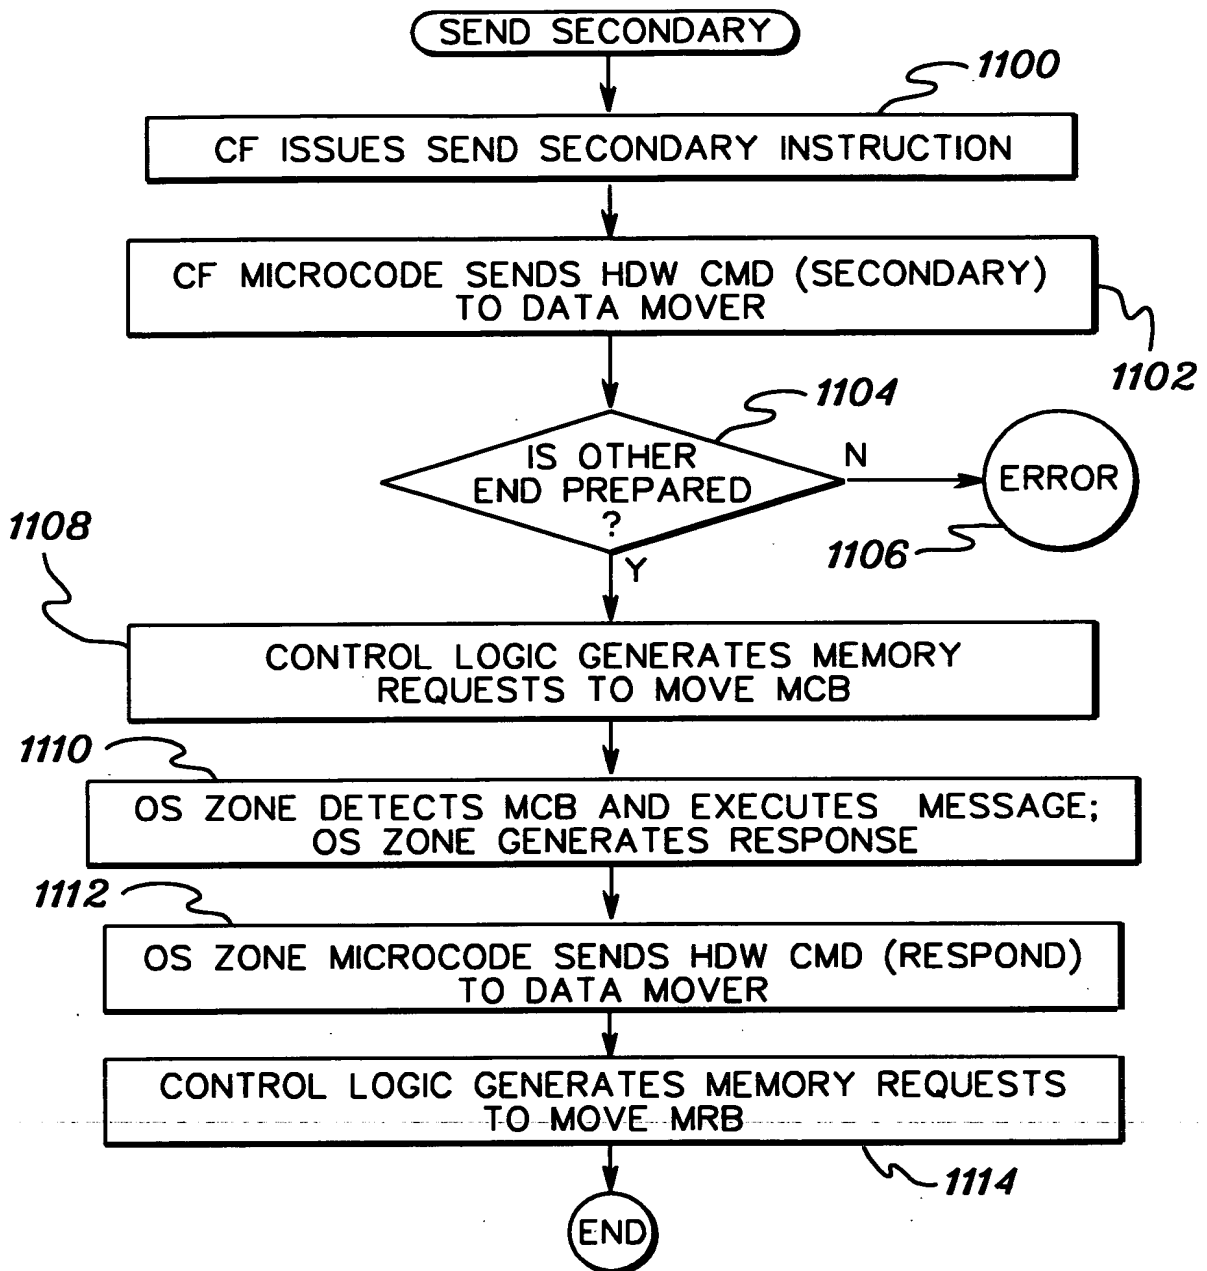 SEND SECONDARY
1100
CF ISSUES SEND SECONDARY INSTRUCTION
CF MICROCODE SENDS HDW CMD (SECONDARY)
TO DATA MOVER
1102
1104
IS OTHER
END PREPARED
?
N
ERROR
1106
Y
1108
CONTROL LOGIC GENERATES MEMORY
REQUESTS TO MOVE MCB
1110
OS ZONE DETECTS MCB AND EXECUTES MESSAGE;
OS ZONE GENERATES RESPONSE
1112
OS ZONE MICROCODE SENDS HDW CMD (RESPOND)
TO DATA MOVER
CONTROL LOGIC GENERATES MEMORY REQUESTS
TO MOVE MRB
1114
END